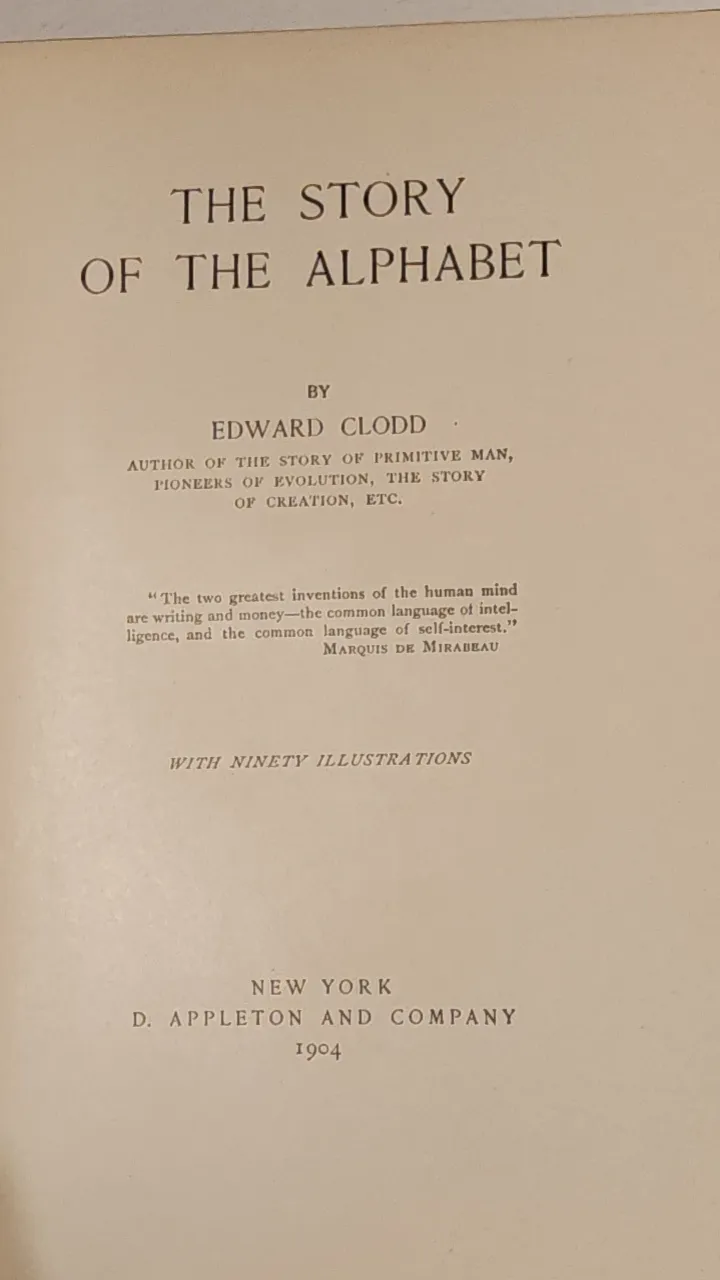 THE STORY
OF THE ALPHABET
BY
EDWARD CLODD
AUTHOR OF THE STORY OF PRIMITIVE MAN,
PIONEERS OF EVOLUTION, THE STORY
OF CREATION, ETC.
“The two greatest inventions of the human mind
are writing and money—the common language of intel-
ligence, and the common language of self-interest.”
MARQUIS DE MIRABEAU
WITH NINETY ILLUSTRATIONS
NEW YORK
D. APPLETON AND COMPANY
1904